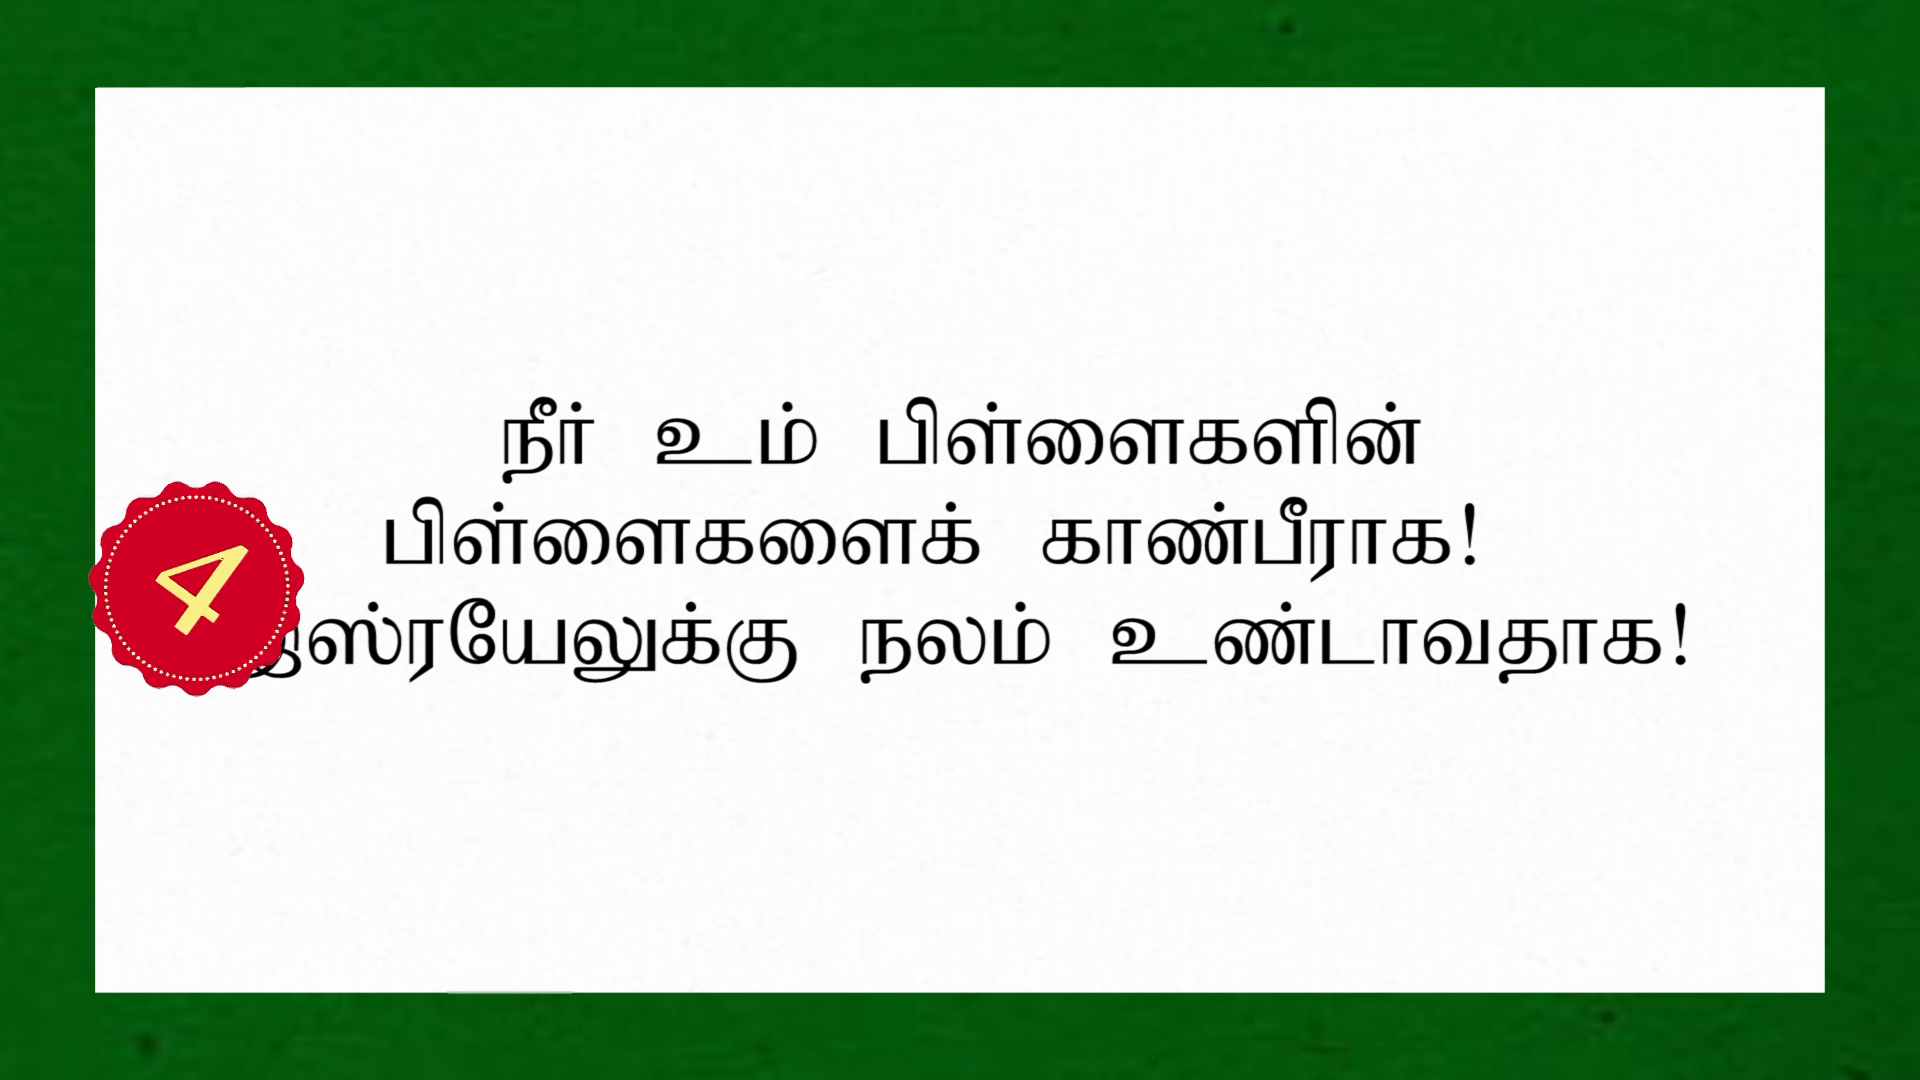 நீர் உம் பிள்ளைகளின்
பிள்ளைகளைக் காண்பீராக!
4
இஸ்ரயேலுக்கு நலம் உண்டாவதாக!